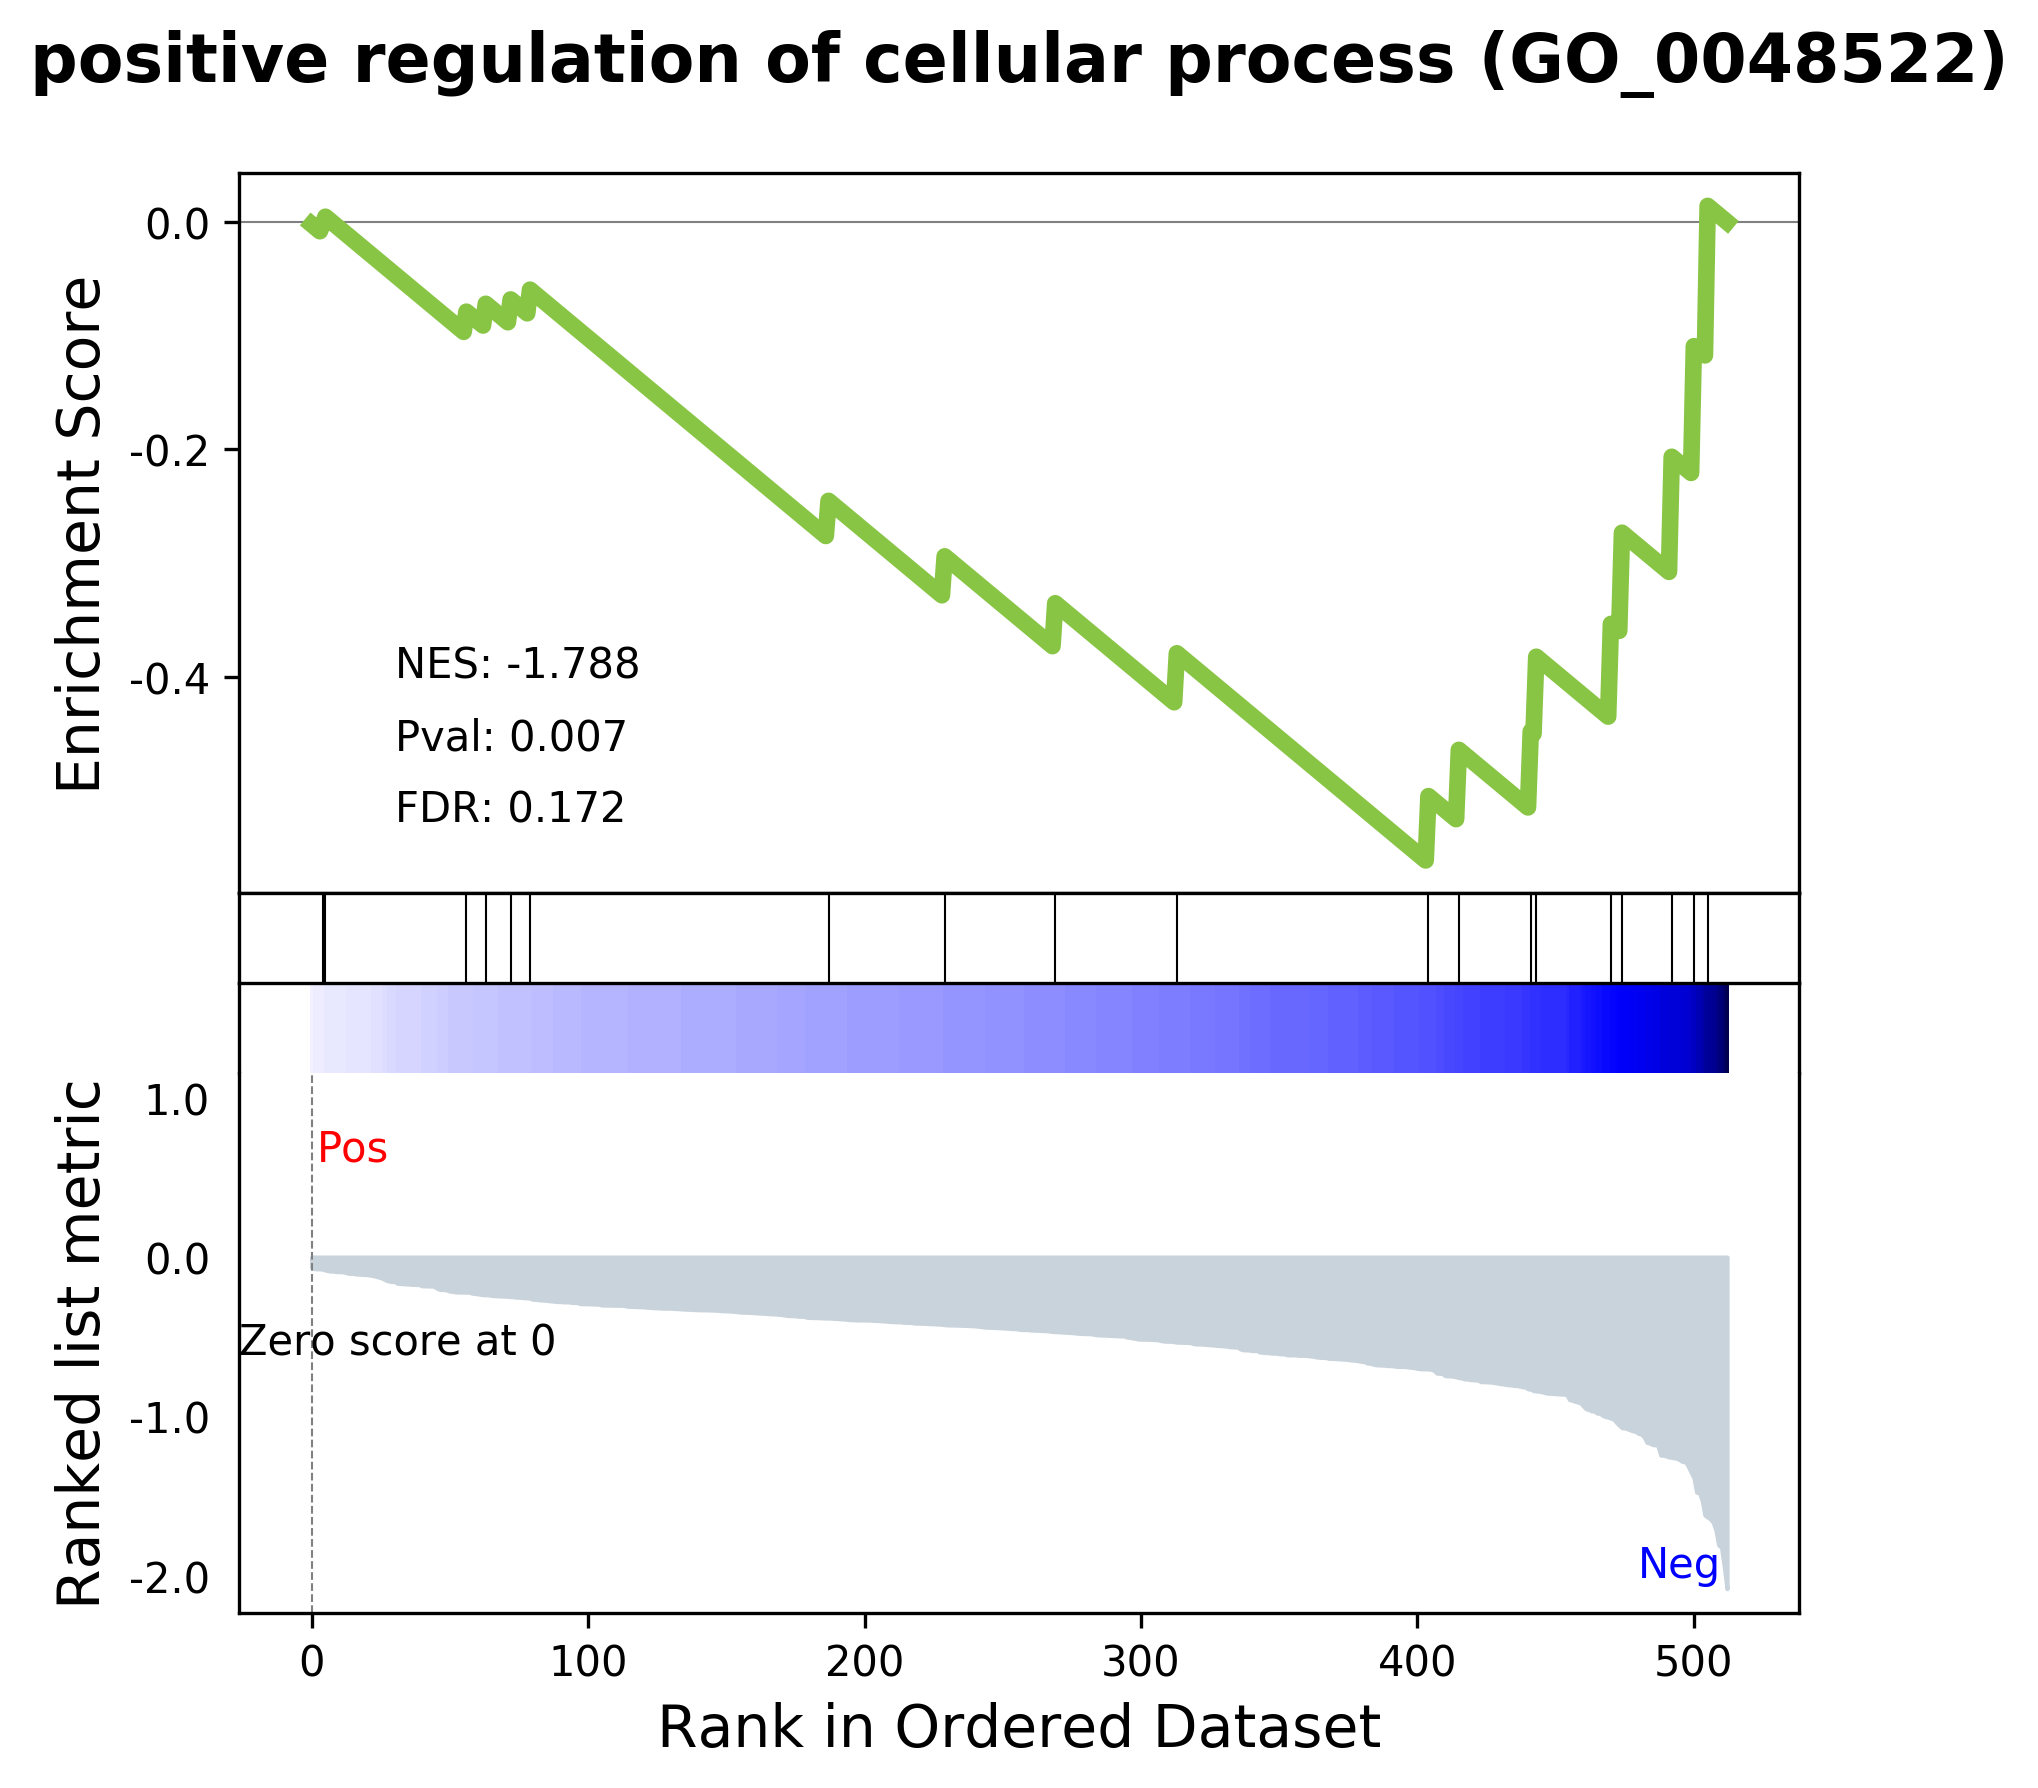 positive regulation of cellular process (GO_0048522)
Enrichment Score
0.0
-0.2
-0.4
NES: -1.788
Pval: 0.007
FDR: 0.172
Ranked list metric
1.0
0.0
-1.0
-2.0
Pos
Zero score at 0
Neg
0 100 200 300 400 500
Rank in Ordered Dataset